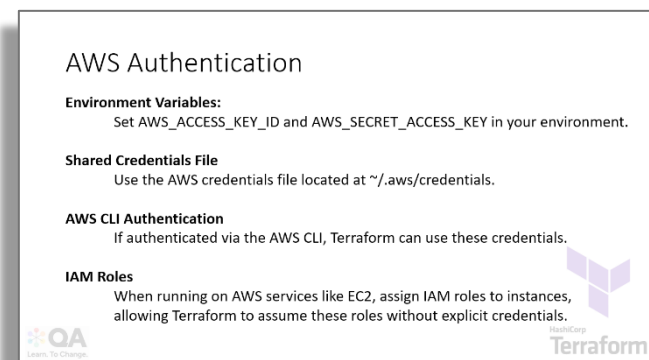 AWS Authentication
Environment Variables:
Set AWS_ACCESS_KEY_ID and AWS_SECRET_ACCESS_KEY in your environment.
Shared Credentials File
Use the AWS credentials file located at ~/.aws/credentials.
AWS CLI Authentication
If authenticated via the AWS CLI, Terraform can use these credentials.
IAM Roles
When running on AWS services like EC2, assign IAM roles to instances,
allowing Terraform to assume these roles without explicit credentials.
QA
Learn. To Change.
HashiCorp
Terraform